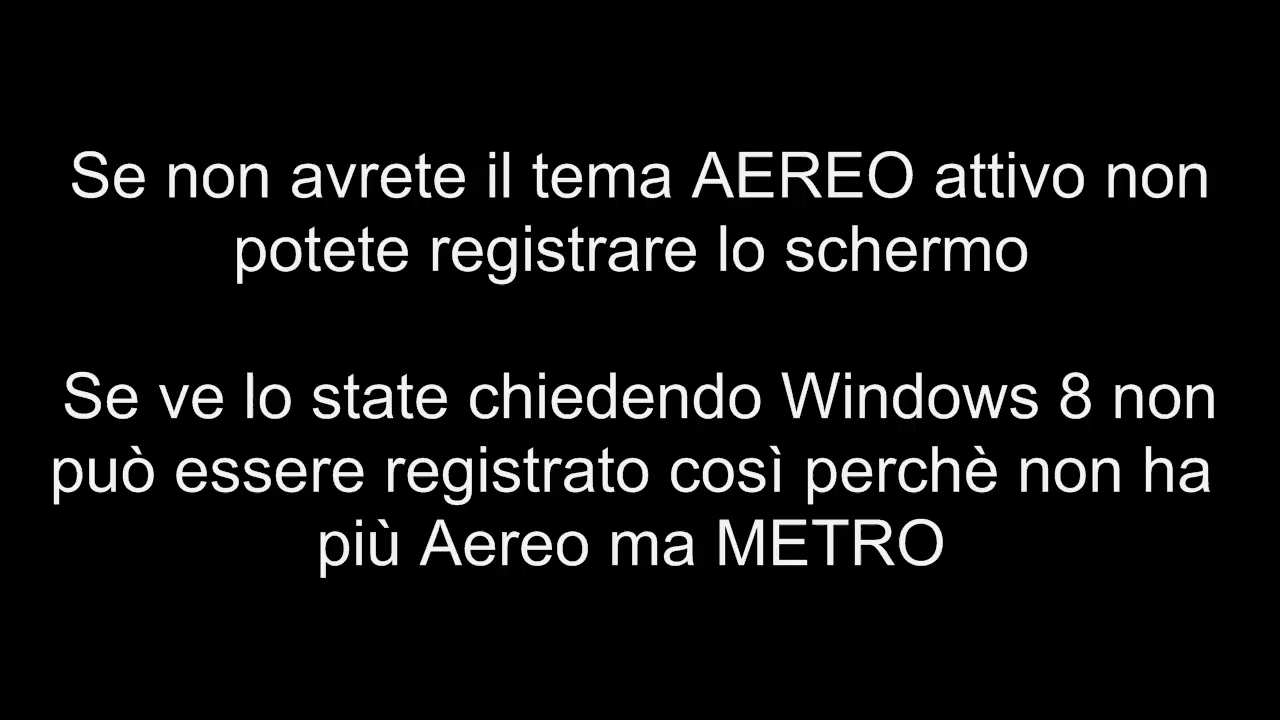 Se non avrete il tema AEREO attivo non
potete registrare lo schermo
Se ve lo state chiedendo Windows 8 non
può essere registrato così perchè non ha
più Aereo ma METRO